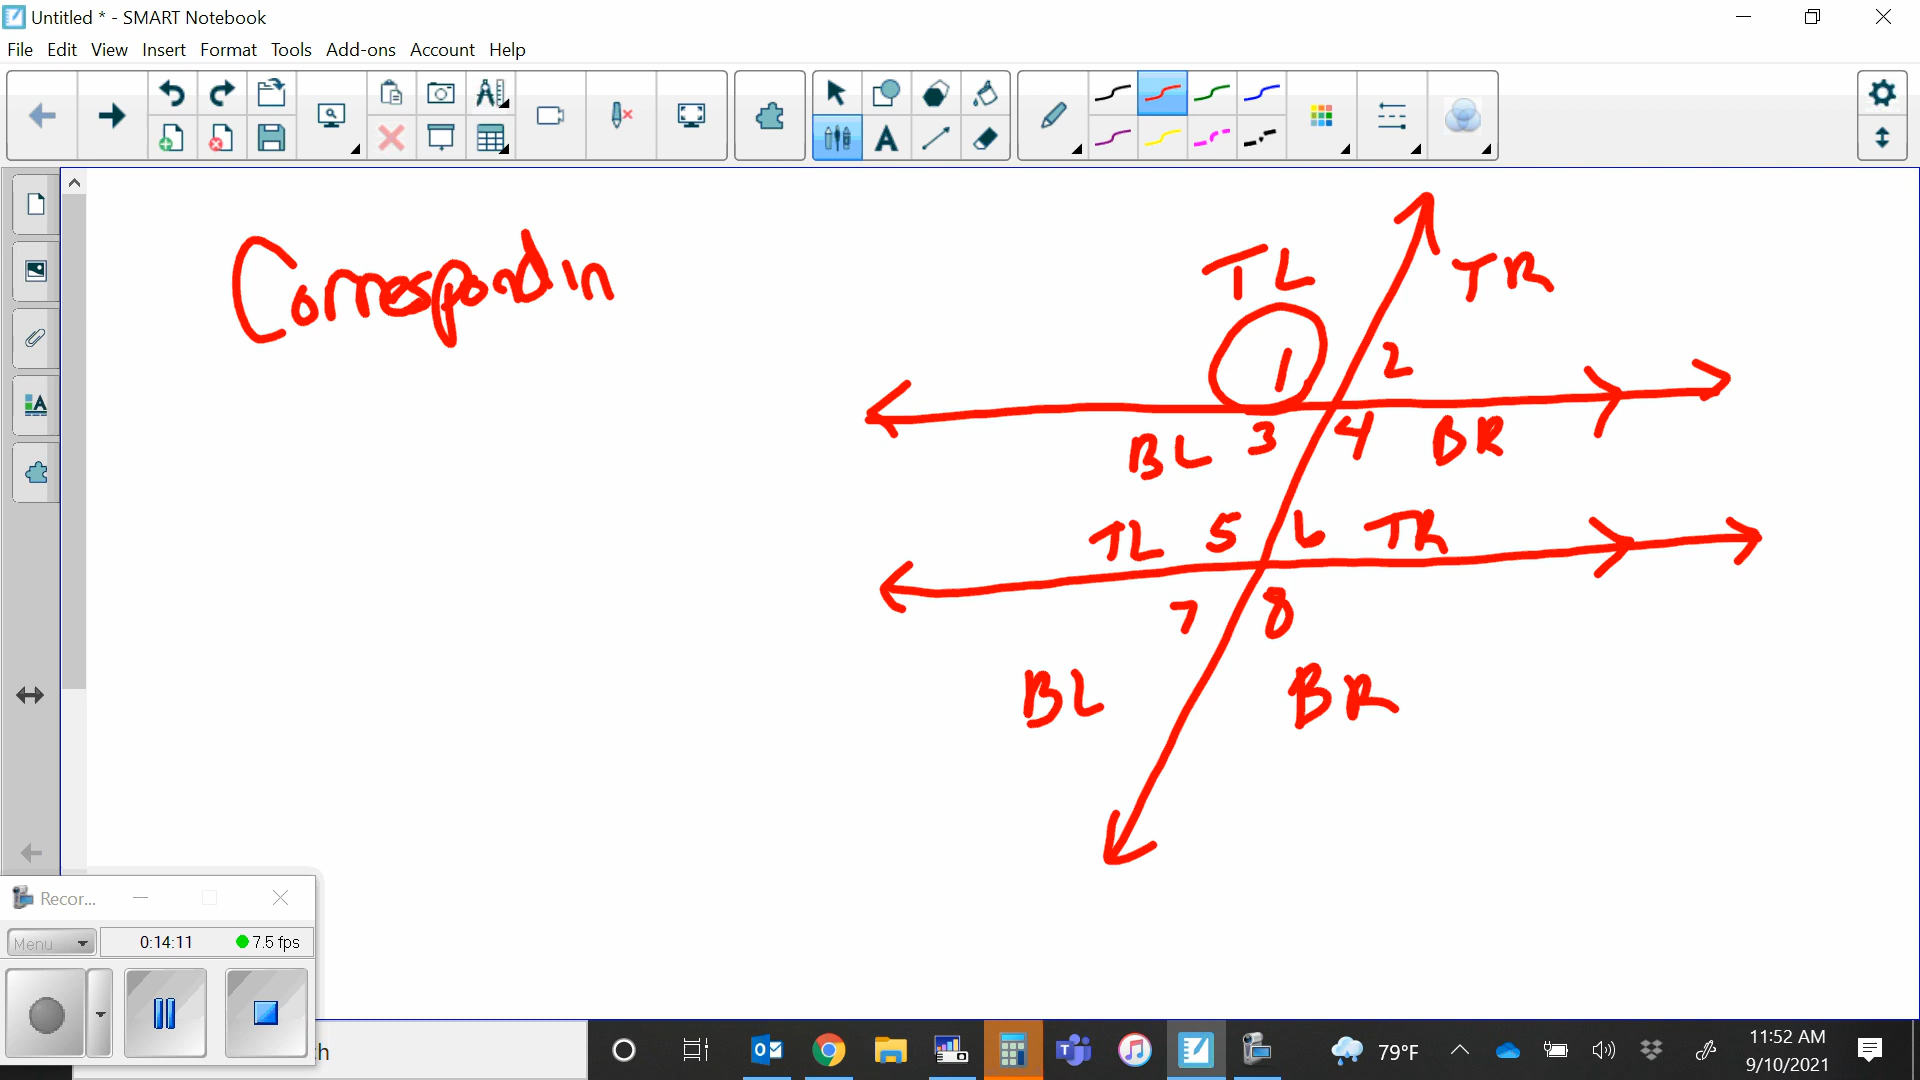 Untitled * - SMART Notebook
File Edit View Insert Format Tools Add-ons Account Help
A
A
Correspondin
TL
TR
1 2
BL 3 4 BR
TL 5 6 TR
7 8
BL BR
Recor...
Menu 0:14:11 7.5 fps
h
79°F
11:52 AM
9/10/2021